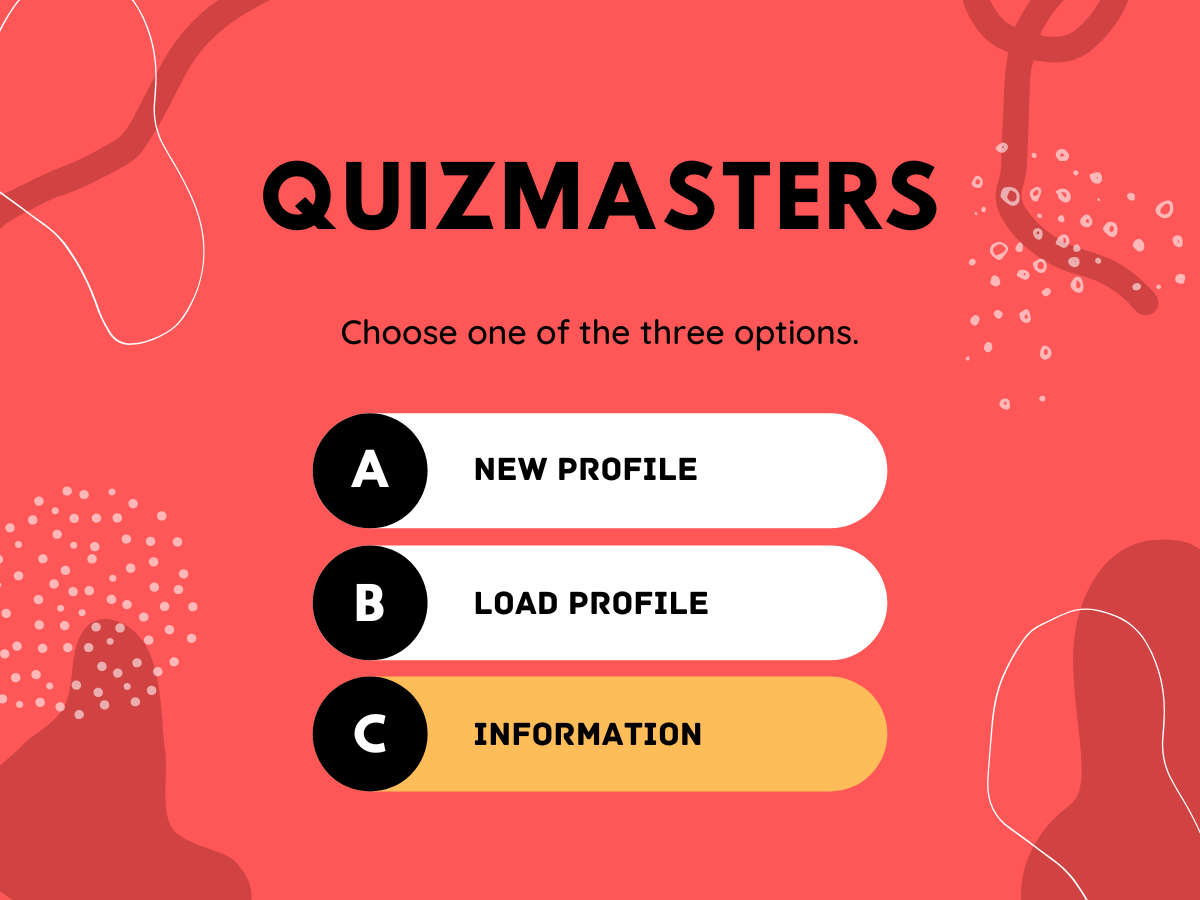 QUIZMASTERS
Choose one of the three options.
A NEW PROFILE
B LOAD PROFILE
C INFORMATION